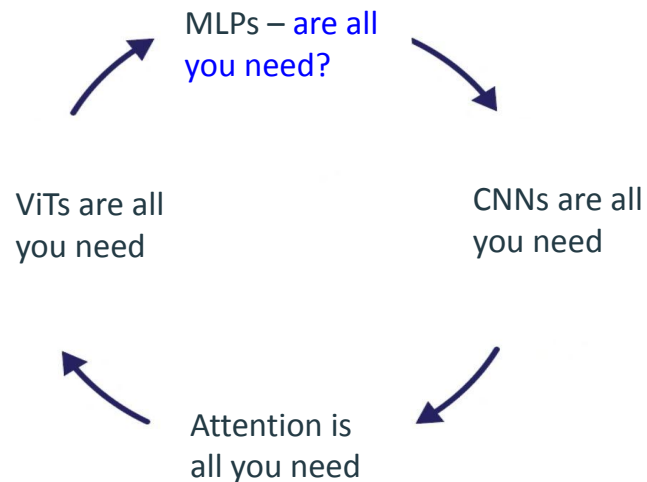 MLPs – are all
you need?
CNNs are all
you need
Attention is
all you need
ViTs are all
you need